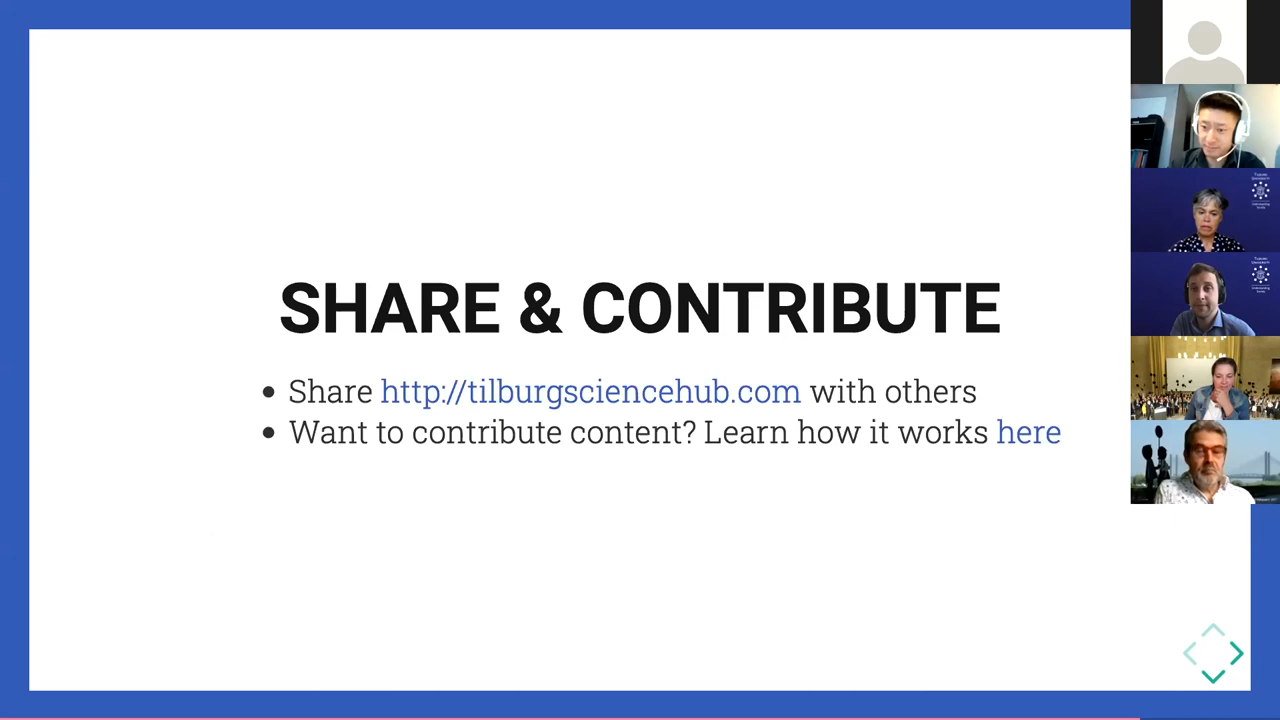 SHARE & CONTRIBUTE
Share http://tilburgsciencehub.com with others
Want to contribute content? Learn how it works here